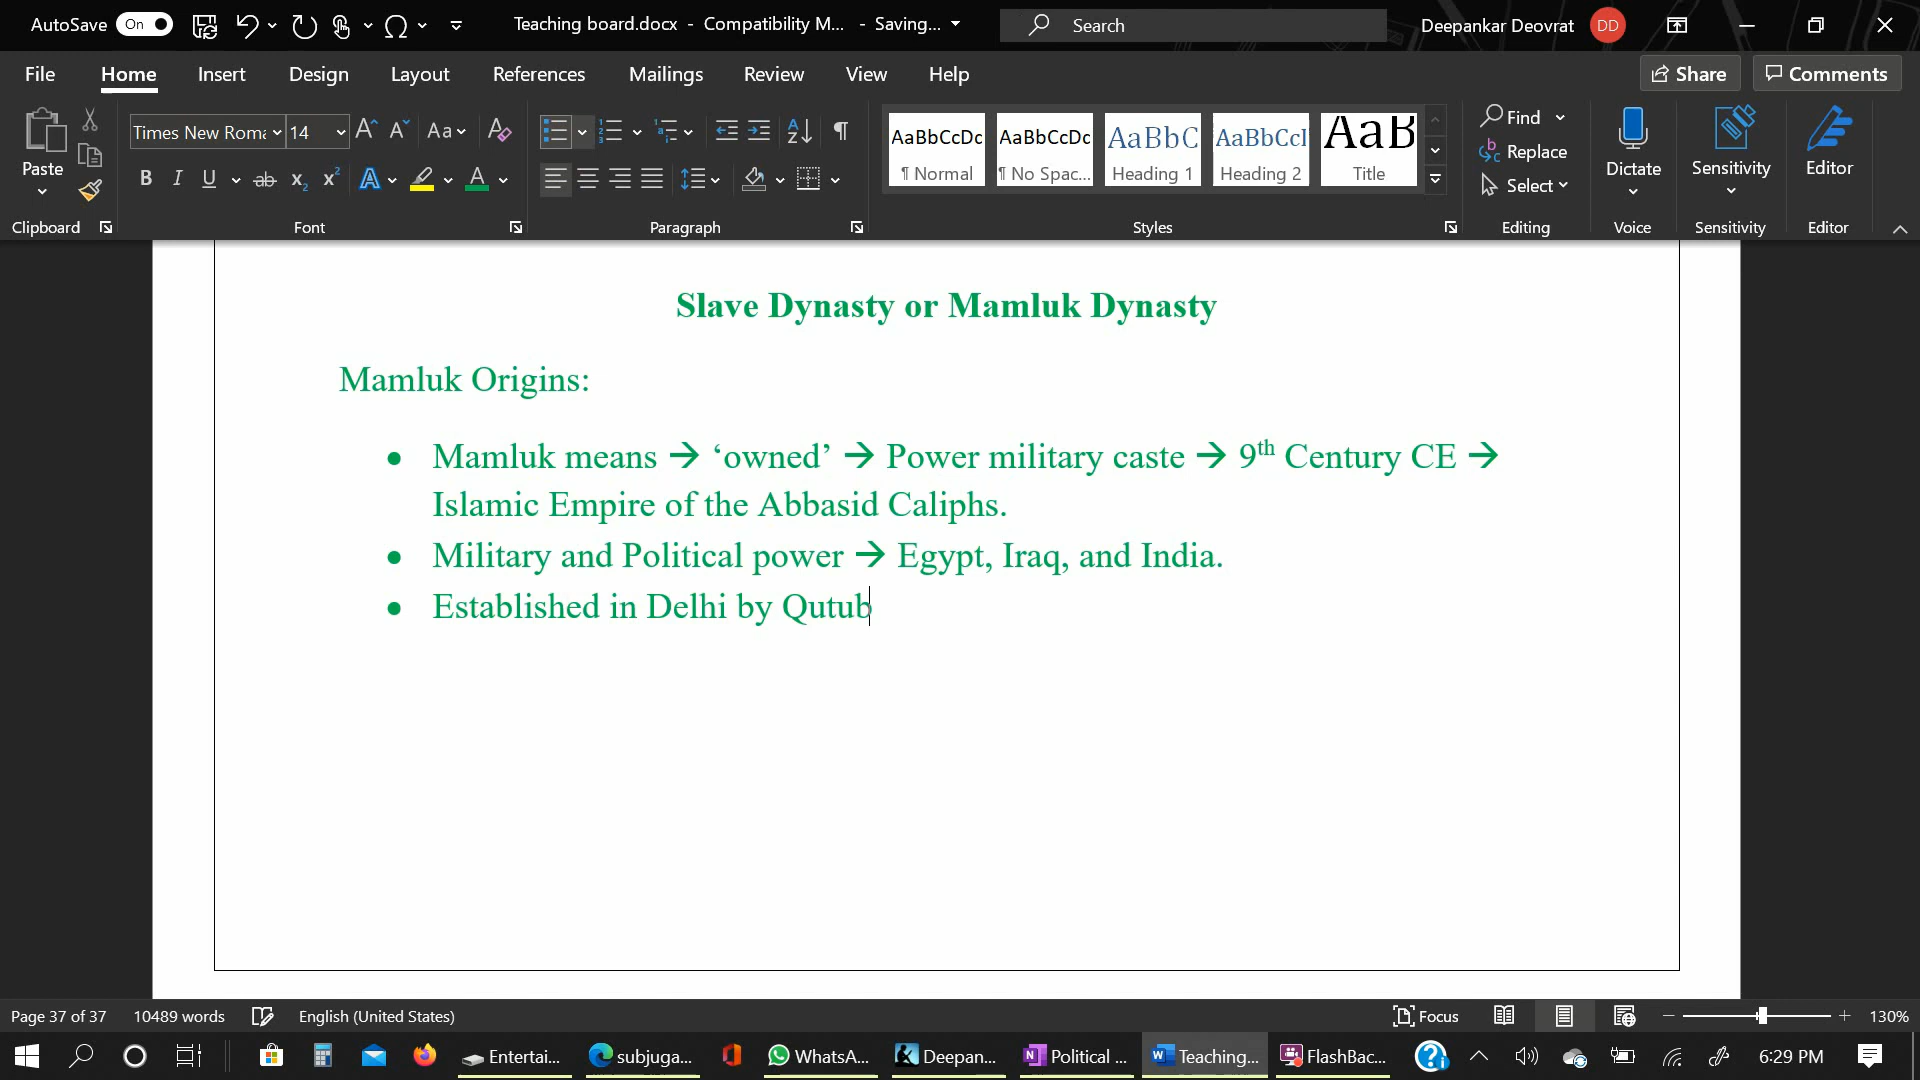 AutoSave On Teaching board.docx - Compatibility M... - Saving... Search Deepankar Deovrat DD
File Home Insert Design Layout References Mailings Review View Help Share Comments
Paste Times New Roma 14 Aa AaBbCcDc AaBbCcDc AaBbC AaBbCcI AaB Find Replace Select Dictate Sensitivity Editor
B I U ab ¶ Normal ¶ No Spac... Heading 1 Heading 2 Title
Clipboard Font Paragraph Styles Editing Voice Sensitivity Editor
Slave Dynasty or Mamluk Dynasty
Mamluk Origins:
• Mamluk means → ‘owned’ → Power military caste → 9th Century CE →
Islamic Empire of the Abbasid Caliphs.
• Military and Political power → Egypt, Iraq, and India.
• Established in Delhi by Qutub
Page 37 of 37 10489 words English (United States) Focus 130%
Entertai... subjuga... WhatsA... Deepan... Political ... Teaching... FlashBac... 6:29 PM